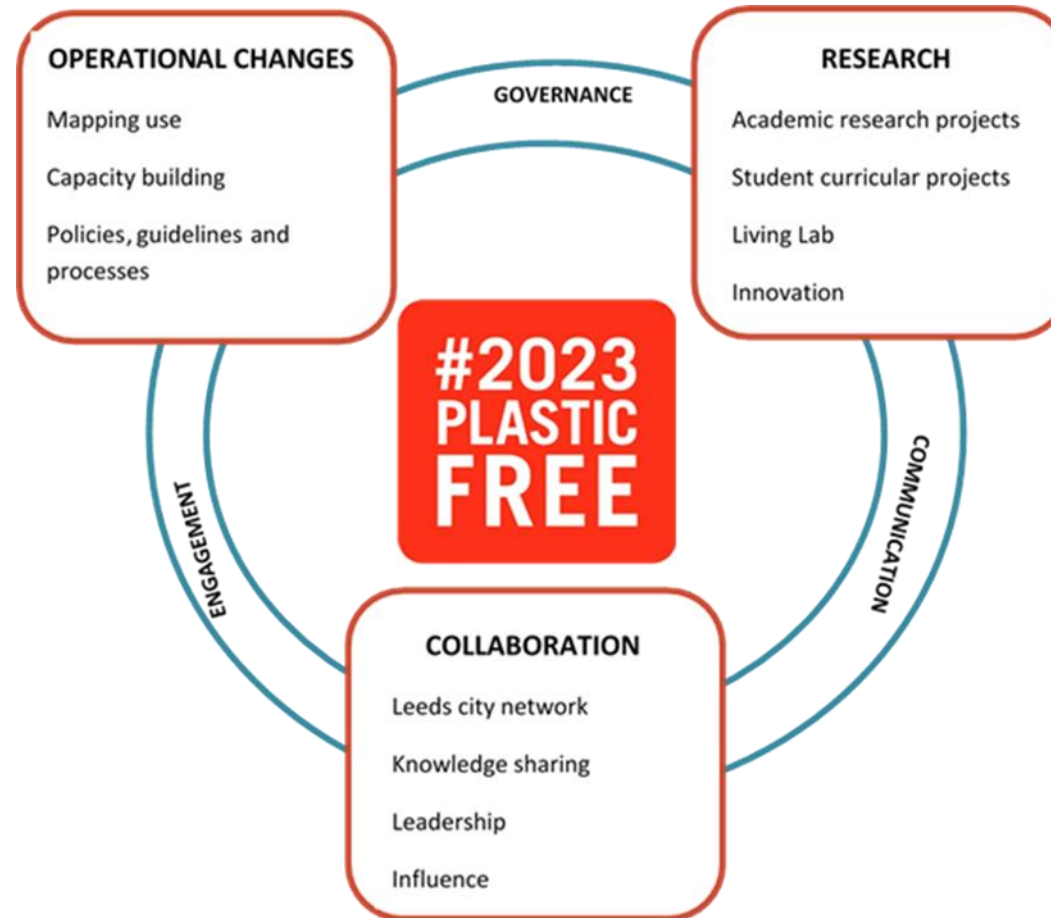 OPERATIONAL CHANGES
Mapping use
Capacity building
Policies, guidelines and
processes
GOVERNANCE
RESEARCH
Academic research projects
Student curricular projects
Living Lab
Innovation
#2023
PLASTIC
FREE
ENGAGEMENT
COMMUNICATION
COLLABORATION
Leeds city network
Knowledge sharing
Leadership
Influence